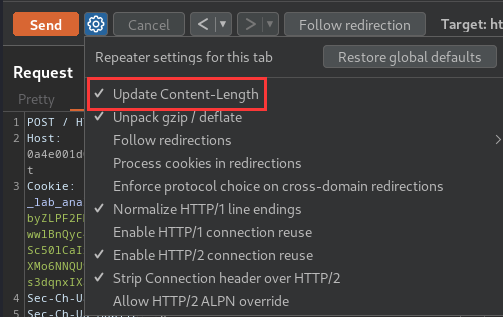 Send Cancel < > Follow redirection Target: ht
Repeater settings for this tab Restore global defaults
Request
Pretty
Update Content-Length
Unpack gzip / deflate
Follow redirections
Process cookies in redirections
Enforce protocol choice on cross-domain redirections
Normalize HTTP/1 line endings
Enable HTTP/1 connection reuse
Enable HTTP/2 connection reuse
Strip Connection header over HTTP/2
Allow HTTP/2 ALPN override
1 POST / H
2 Host:
0a4e001d
t
3 Cookie:
_lab_ana
byZLPF2F
ww1BnQyc
Sc50lCaI
XMo6NNQU
s3dqnxIX
4 Sec-Ch-U
5 Sec-Ch-U